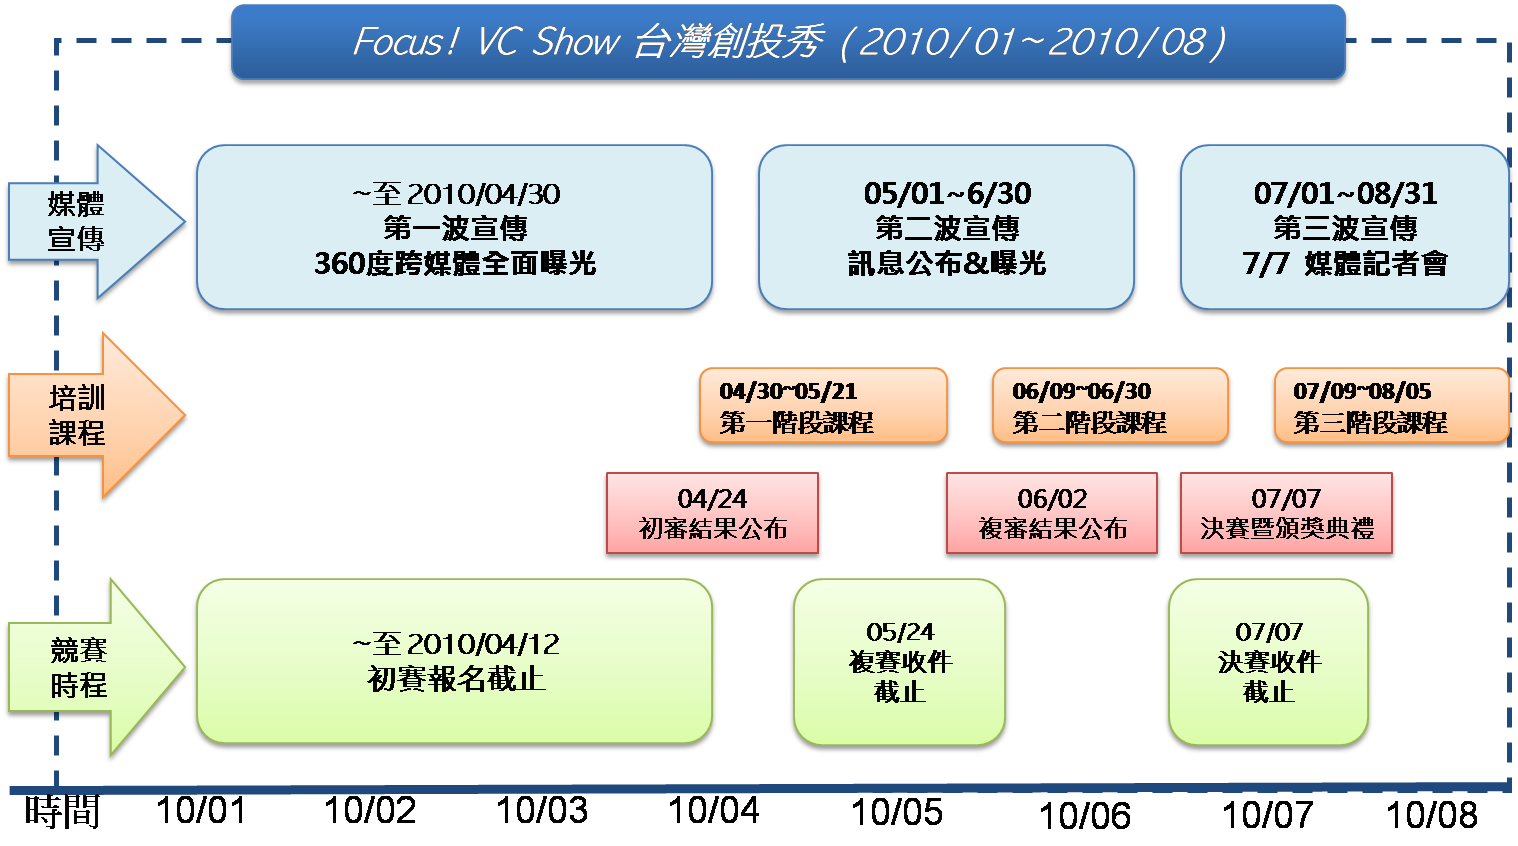 Focus! VC Show 台灣創投秀 (2010/01~2010/08)
媒體
宣傳
~至 2010/04/30
第一波宣傳
360度跨媒體全面曝光
05/01~6/30
第二波宣傳
訊息公布&曝光
07/01~08/31
第三波宣傳
7/7 媒體記者會
培訓
課程
04/30~05/21
第一階段課程
06/09~06/30
第二階段課程
07/09~08/05
第三階段課程
04/24
初審結果公布
06/02
複審結果公布
07/07
決賽暨頒獎典禮
競賽
時程
~至 2010/04/12
初賽報名截止
05/24
複賽收件
截止
07/07
決賽收件
截止
時間 10/01 10/02 10/03 10/04 10/05 10/06 10/07 10/08